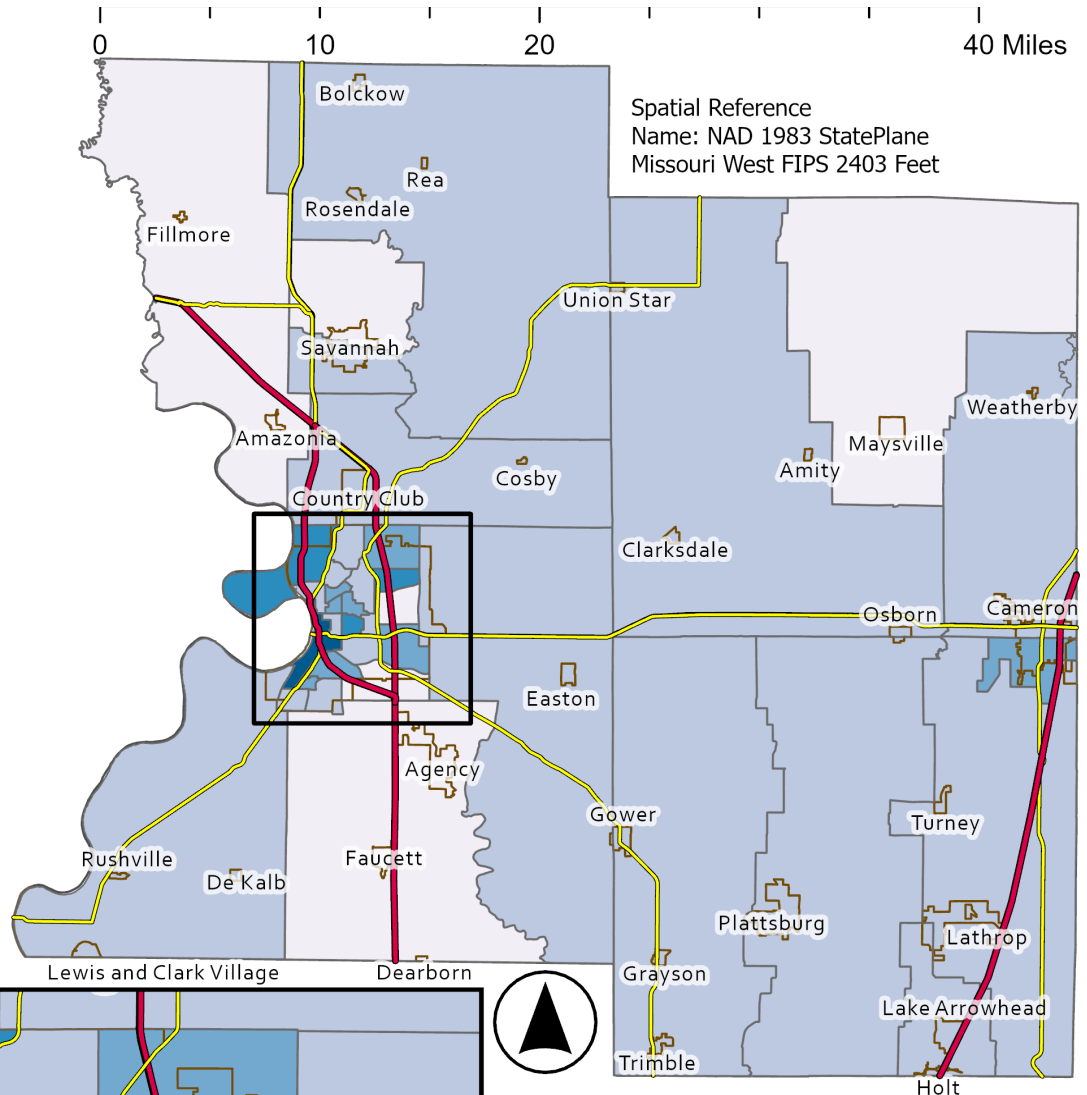 0 10 20 40 Miles
Spatial Reference
Name: NAD 1983 StatePlane
Missouri West FIPS 2403 Feet
Bolckow
Rea
Rosendale
Fillmore
Union Star
Savannah
Weatherby
Amazonia
Maysville
Amity
Cosby
Country Club
Clarksdale
Osborn
Cameron
Easton
Agency
Gower
Turney
Rushville
Faucett
De Kalb
Plattsburg
Lathrop
Lewis and Clark Village
Dearborn
Grayson
Lake Arrowhead
Trimble
Holt